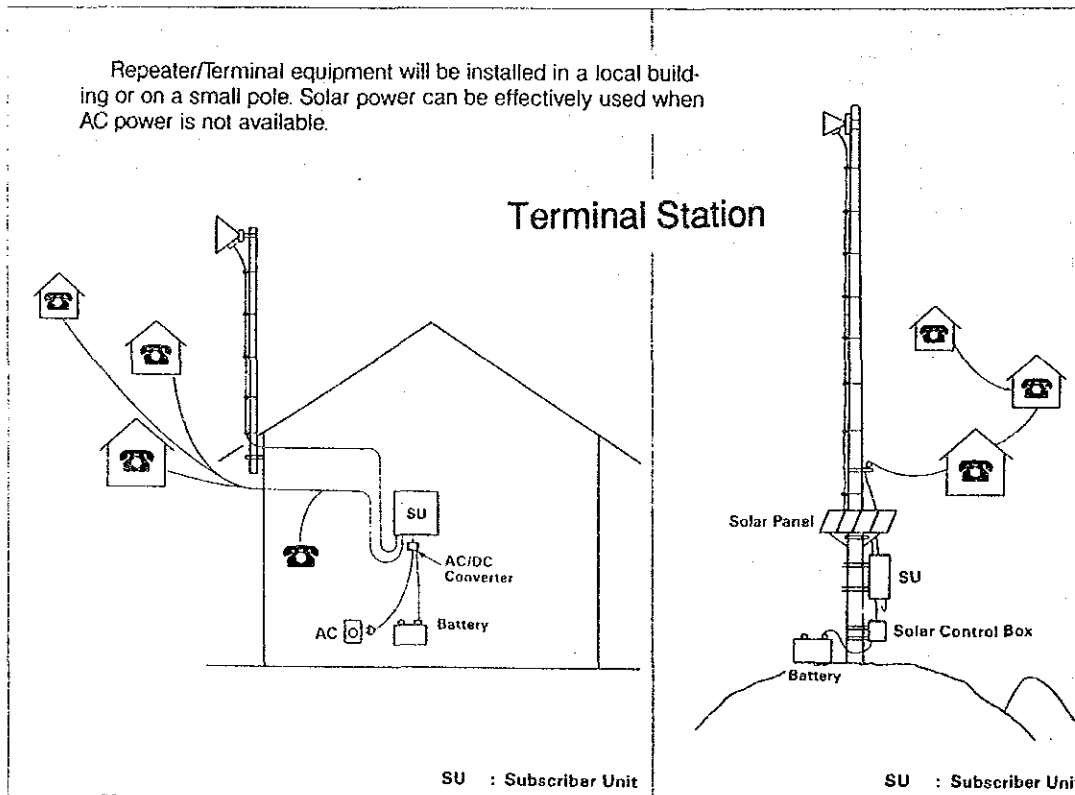 Repeater/Terminal equipment will be installed in a local build-
ing or on a small pole. Solar power can be effectively used when
AC power is not available.
Terminal Station
SU
AC/DC
Converter
AC
Battery
SU : Subscriber Unit
Solar Panel
SU
Solar Control Box
Battery
SU : Subscriber Unit